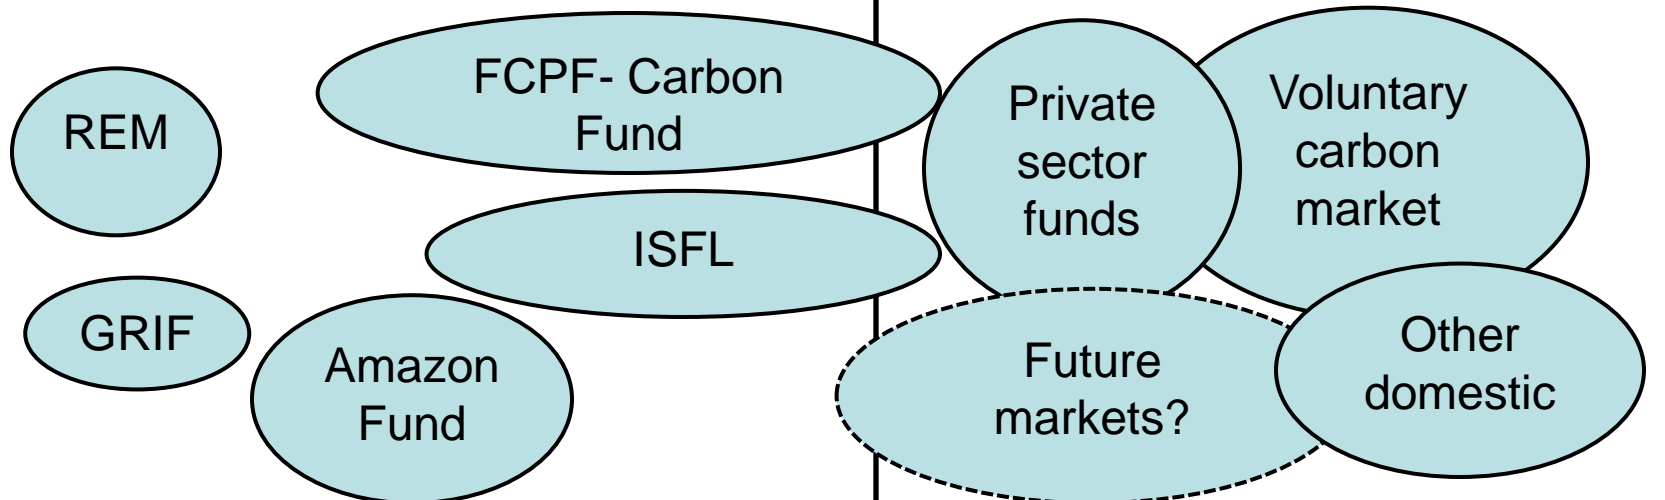 REM
FCPF- Carbon
Fund
Private
sector
funds
Voluntary
carbon
market
ISFL
GRIF
Amazon
Fund
Future
markets?
Other
domestic